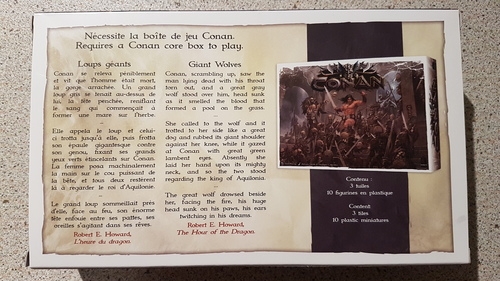 Nécessite la boîte de jeu Conan.
Requires a Conan core box to play.
Loups géants
Conan se releva péniblement
et vit que l'homme était mort,
la gorge arrachée. Un grand
loup gris se tenait au-dessus de
lui, la tête penchée, reniflant
le sang qui commençait à
former une mare sur l'herbe.
Elle appela le loup et celui-
ci trotta jusqu'à elle, puis frotta
son épaule gigantesque contre
son genou, fixant ses grands
yeux verts étincelants sur Conan.
La femme posa machinalement
la main sur le cou puissant de
la bête, et tous deux restèrent
là à regarder le roi d'Aquilonie.
Le grand loup sommeillait près
d'elle, face au feu, son énorme
tête enfouie entre ses pattes, ses
oreilles s'agitant dans ses rêves.
Robert E. Howard,
L'heure du dragon.
Giant Wolves
Conan, scrambling up, saw the
man lying dead with his throat
torn out, and a great gray
wolf stood over him, head sunk
as it smelled the blood that
formed a pool on the grass.
She called to the wolf and it
trotted to her side like a great
dog and rubbed its giant shoulder
against her knee, while it gazed
at Conan with great green
lambent eyes. Absently she
laid her hand upon its mighty
neck, and so the two stood
regarding the king of Aquilonia.
The great wolf drowsed beside
her, facing the fire, his huge
head sunk on his paws, his ears
twitching in his dreams.
Robert E. Howard,
The Hour of the Dragon.
CONAN
Contenu :
3 tuiles
10 figurines en plastique
Content:
3 tiles
10 plastic miniatures